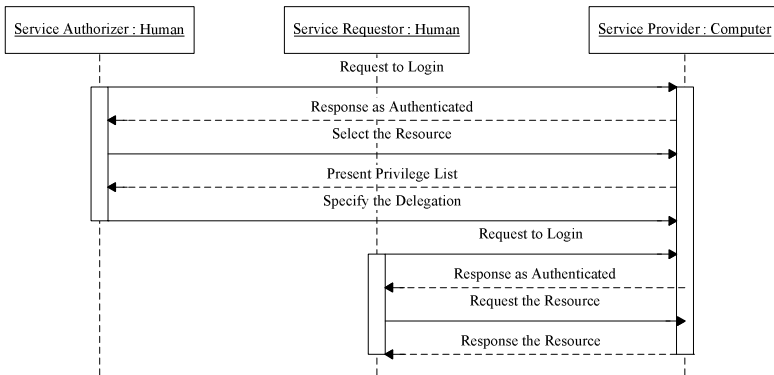 Service Authorizer : Human
Service Requestor : Human
Service Provider : Computer
Request to Login
Response as Authenticated
Select the Resource
Present Privilege List
Specify the Delegation
Request to Login
Response as Authenticated
Request the Resource
Response the Resource